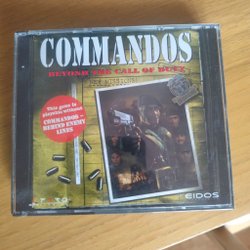 COMMANDOS
BEYOND THE CALL OF DUTY
This game is
playable without
COMMANDOS -
BEHIND ENEMY
LINES
EIDOS